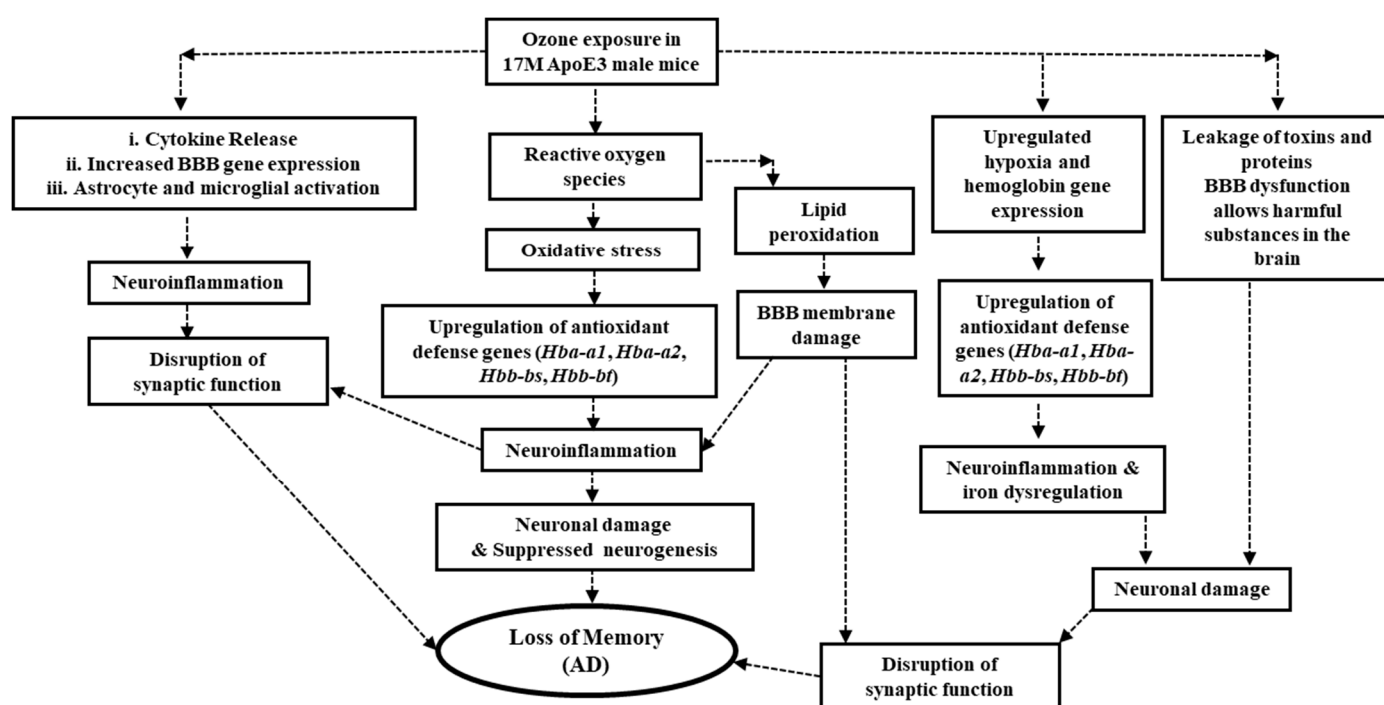 Ozone exposure in
17M ApoE3 male mice
i. Cytokine Release
ii. Increased BBB gene expression
iii. Astrocyte and microglial activation
Neuroinflammation
Disruption of
synaptic function
Reactive oxygen
species
Oxidative stress
Upregulation of antioxidant
defense genes (Hba-a1, Hba-a2,
Hbb-bs, Hbb-bt)
Neuroinflammation
Neuronal damage
& Suppressed neurogenesis
Loss of Memory
(AD)
Lipid
peroxidation
BBB membrane
damage
Upregulated
hypoxia and
hemoglobin gene
expression
Upregulation of
antioxidant defense
genes (Hba-a1, Hba-
a2, Hbb-bs, Hbb-bt)
Neuroinflammation &
iron dysregulation
Leakage of toxins and
proteins
BBB dysfunction
allows harmful
substances in the
brain
Neuronal damage
Disruption of
synaptic function